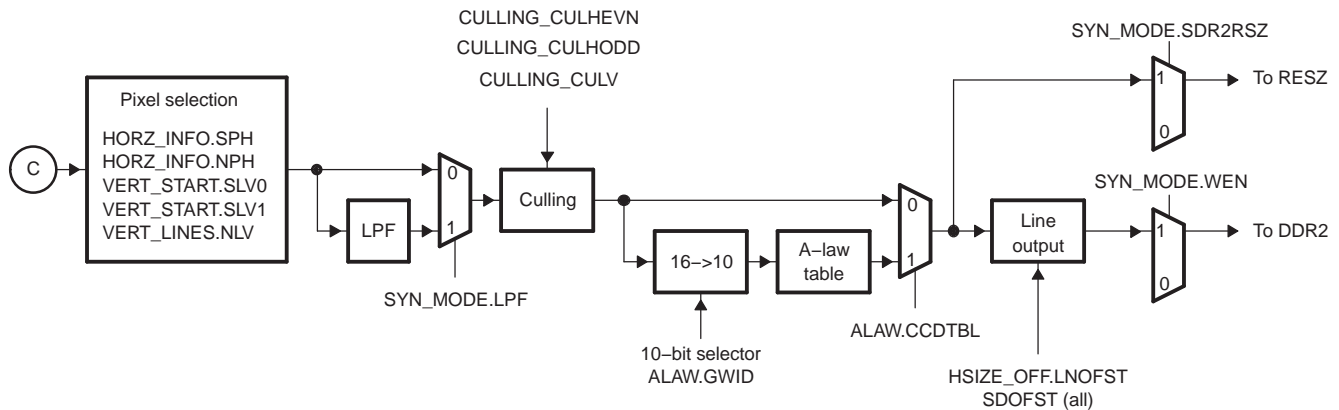 CULLING_CULHEVN
CULLING_CULHODD
CULLING_CULV
SYN_MODE.SDR2RSZ
Pixel selection
HORZ_INFO.SPH
HORZ_INFO.NPH
VERT_START.SLV0
VERT_START.SLV1
VERT_LINES.NLV
C
LPF
0
1
SYN_MODE.LPF
Culling
16−>10
10−bit selector
ALAW.GWID
A−law
table
0
1
ALAW.CCDTBL
1
0
To RESZ
Line
output
HSIZE_OFF.LNOFST
SDOFST (all)
SYN_MODE.WEN
1
0
To DDR2